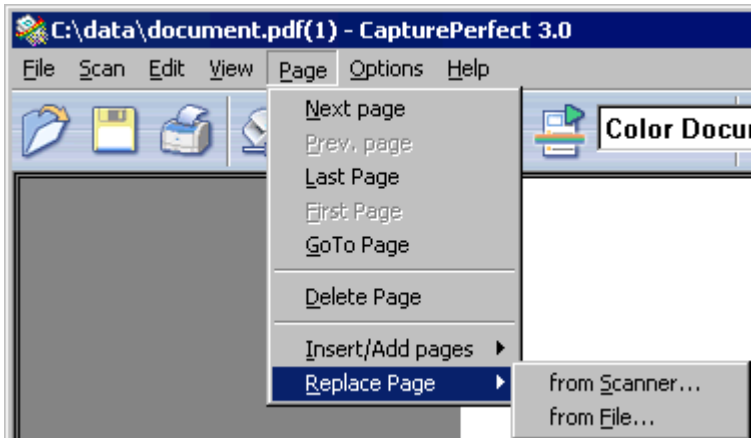 C:\data\document.pdf(1) - CapturePerfect 3.0
File Scan Edit View Page Options Help
Color Docu
Next page
Prev. page
Last Page
First Page
GoTo Page
Delete Page
Insert/Add pages
Replace Page
from Scanner...
from File...